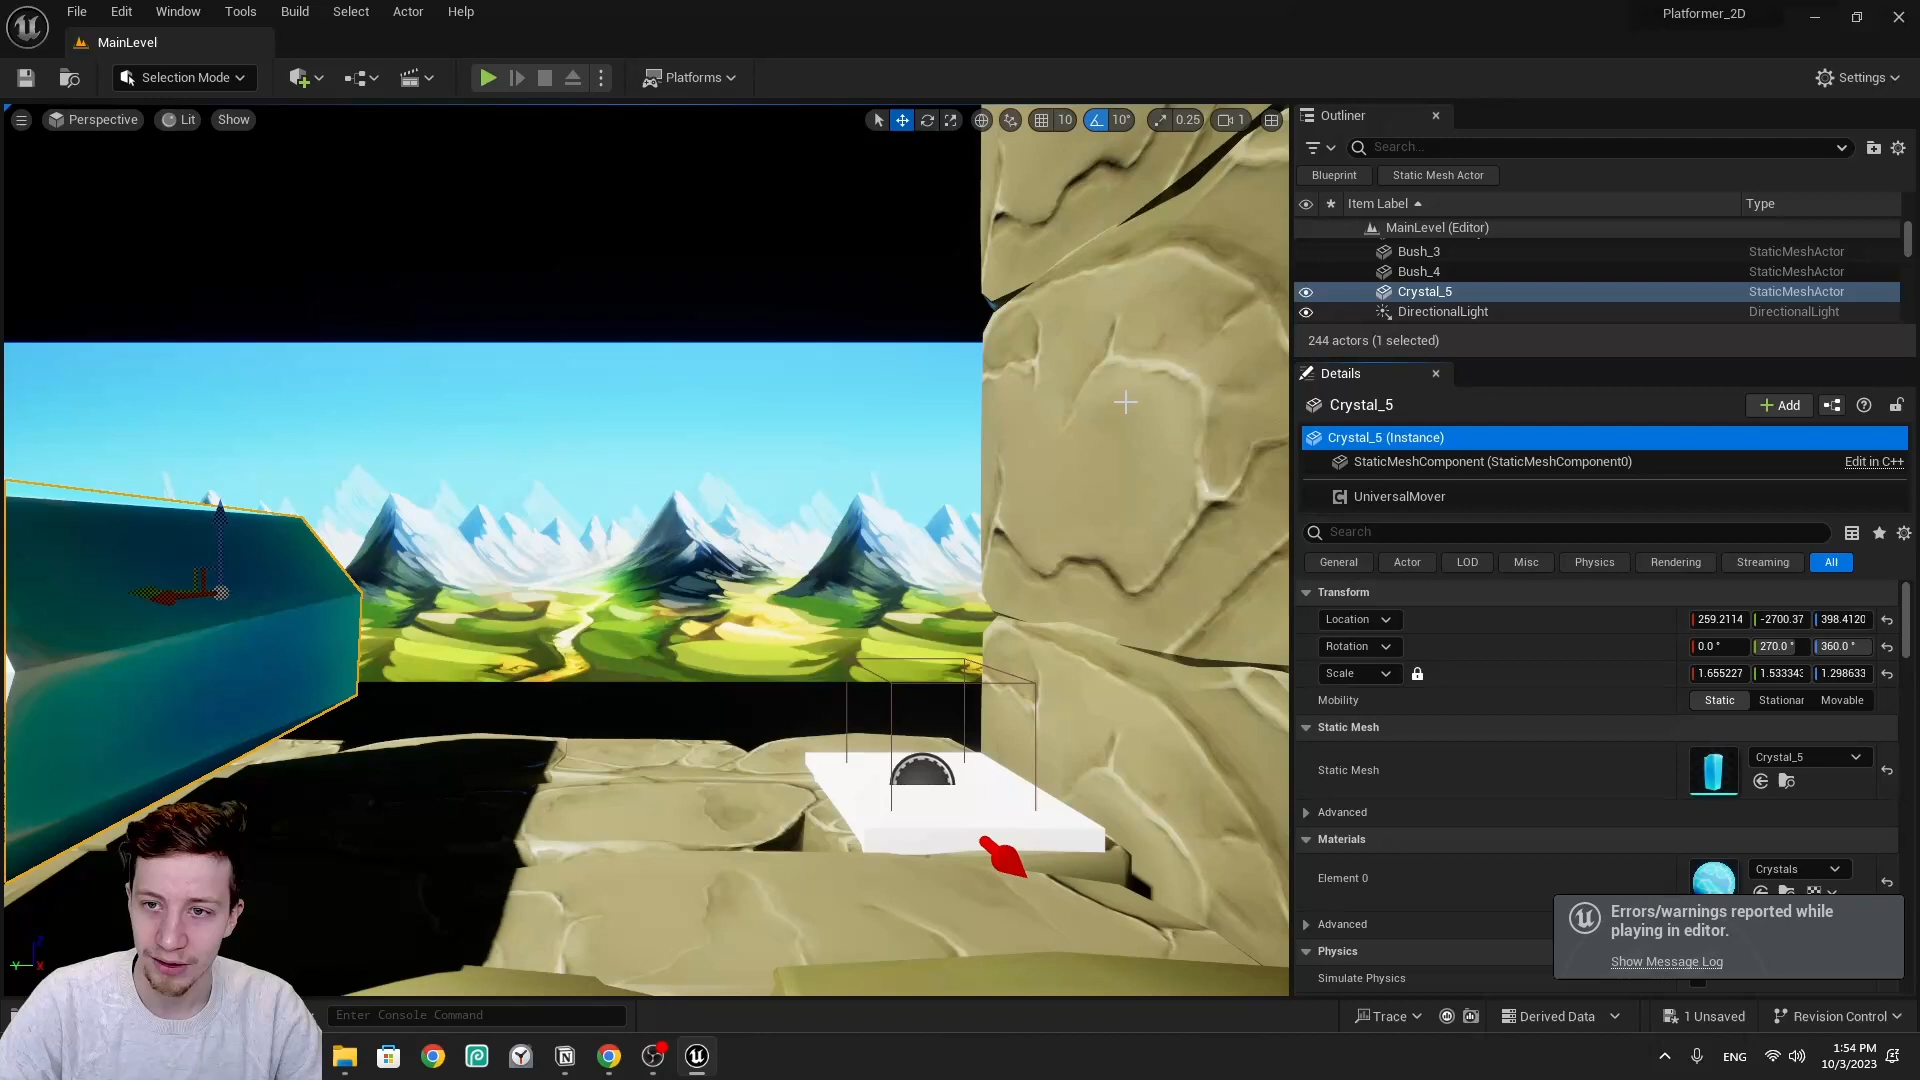 File Edit Window Tools Build Select Actor Help
Platformer_2D
MainLevel
Selection Mode
Platforms
Settings
Perspective
Lit
Show
10
10°
0.25
1
Outliner
Search...
Blueprint
Static Mesh Actor
Item Label
Type
MainLevel (Editor)
Bush_3 StaticMeshActor
Bush_4 StaticMeshActor
Crystal_5 StaticMeshActor
DirectionalLight DirectionalLight
244 actors (1 selected)
Details
Crystal_5
Add
Crystal_5 (Instance)
StaticMeshComponent (StaticMeshComponent0) Edit in C++
UniversalMover
Search
General Actor LOD Misc Physics Rendering Streaming All
Transform
Location 259.2114 -2700.37 398.4120
Rotation 0.0 ° 270.0 ° 360.0 °
Scale 1.655227 1.533343 1.298633
Mobility Static Stationar Movable
Static Mesh
Static Mesh Crystal_5
Advanced
Materials
Element 0 Crystals
Advanced
Physics
Simulate Physics
Errors/warnings reported while
playing in editor.
Show Message Log
Enter Console Command
Trace
Derived Data
1 Unsaved
Revision Control
ENG
1:54 PM
10/3/2023